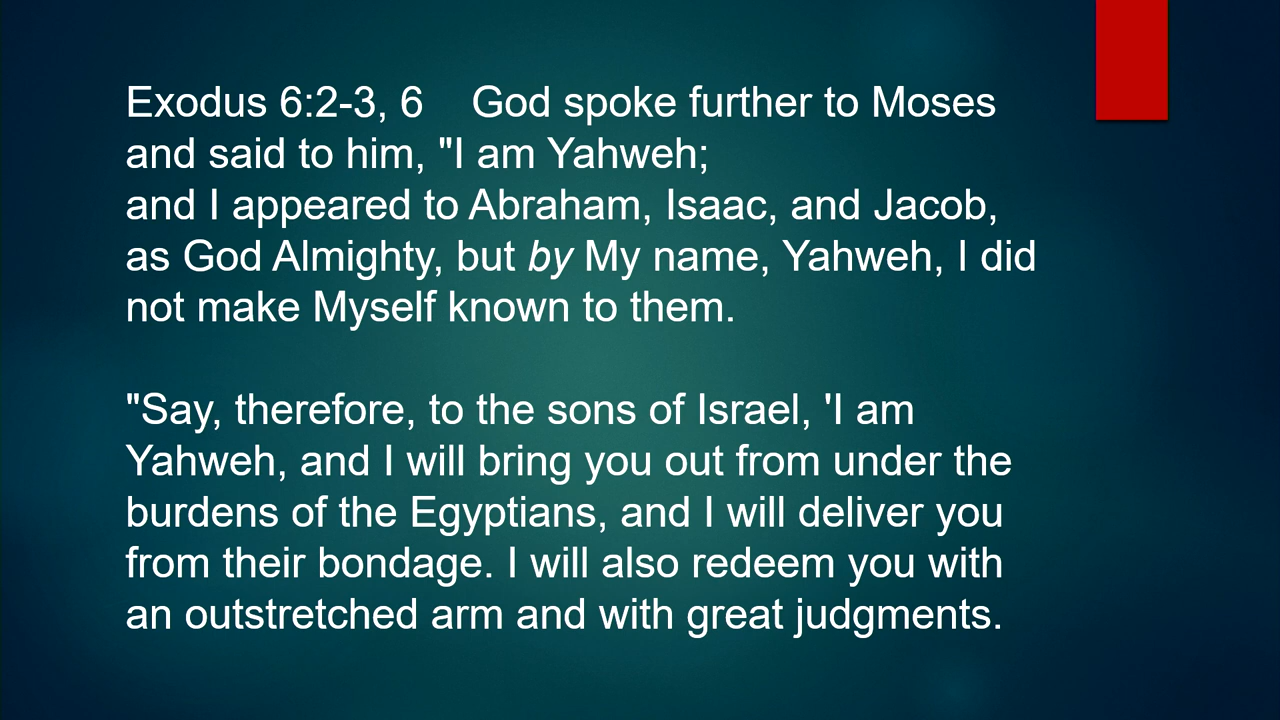 Exodus 6:2-3, 6    God spoke further to Moses
and said to him, "I am Yahweh;
and I appeared to Abraham, Isaac, and Jacob,
as God Almighty, but by My name, Yahweh, I did
not make Myself known to them.
"Say, therefore, to the sons of Israel, 'I am
Yahweh, and I will bring you out from under the
burdens of the Egyptians, and I will deliver you
from their bondage. I will also redeem you with
an outstretched arm and with great judgments.